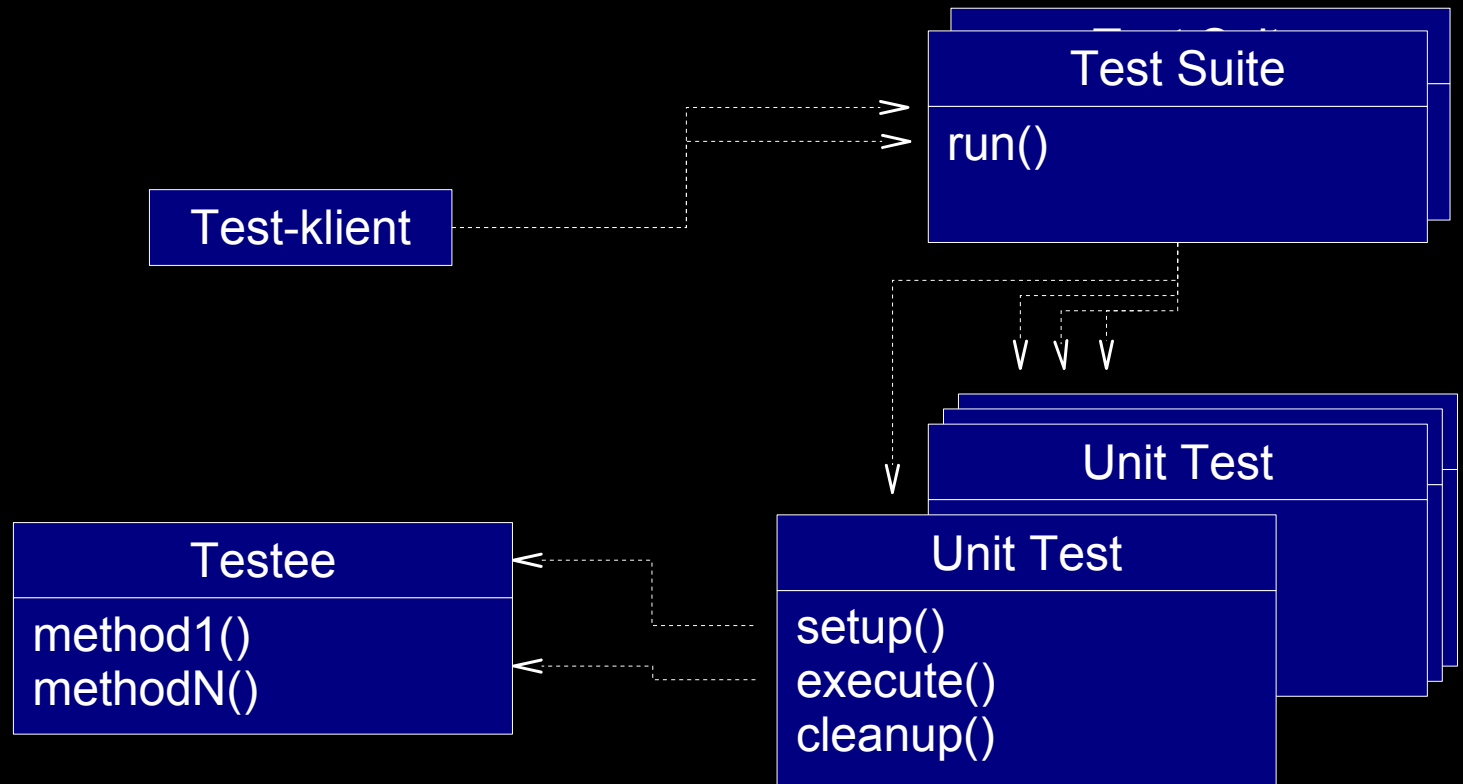 Test Suite
run()
Test-klient
Unit Test
Unit Test
setup()
execute()
cleanup()
Testee
method1()
methodN()